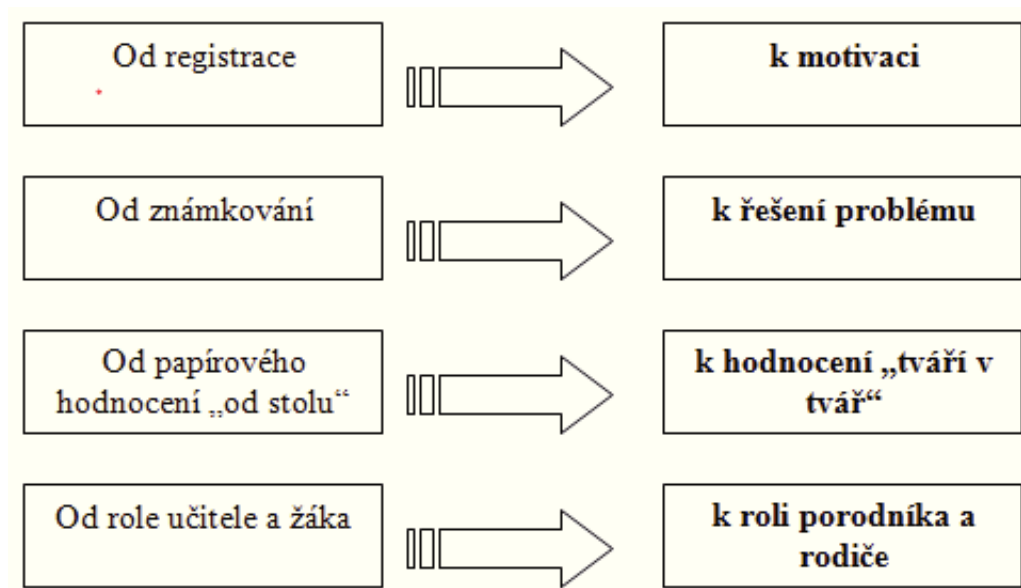 Od registrace
k motivaci
Od známkování
k řešení problému
Od papírového
hodnocení „od stolu“
k hodnocení „tváří v
tvář“
Od role učitele a žáka
k roli porodníka a
rodiče